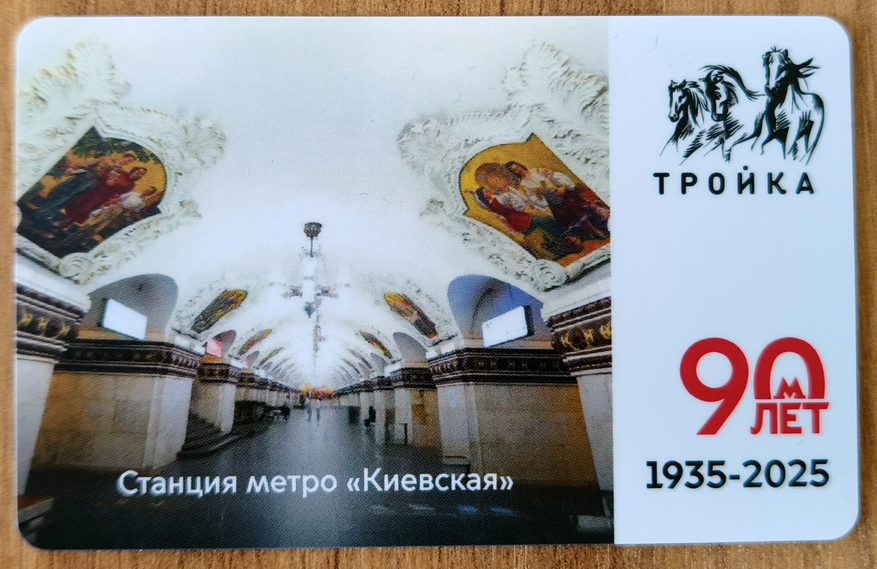 ТРОЙКА
90 ЛЕТ
М
1935-2025
Станция метро «Киевская»